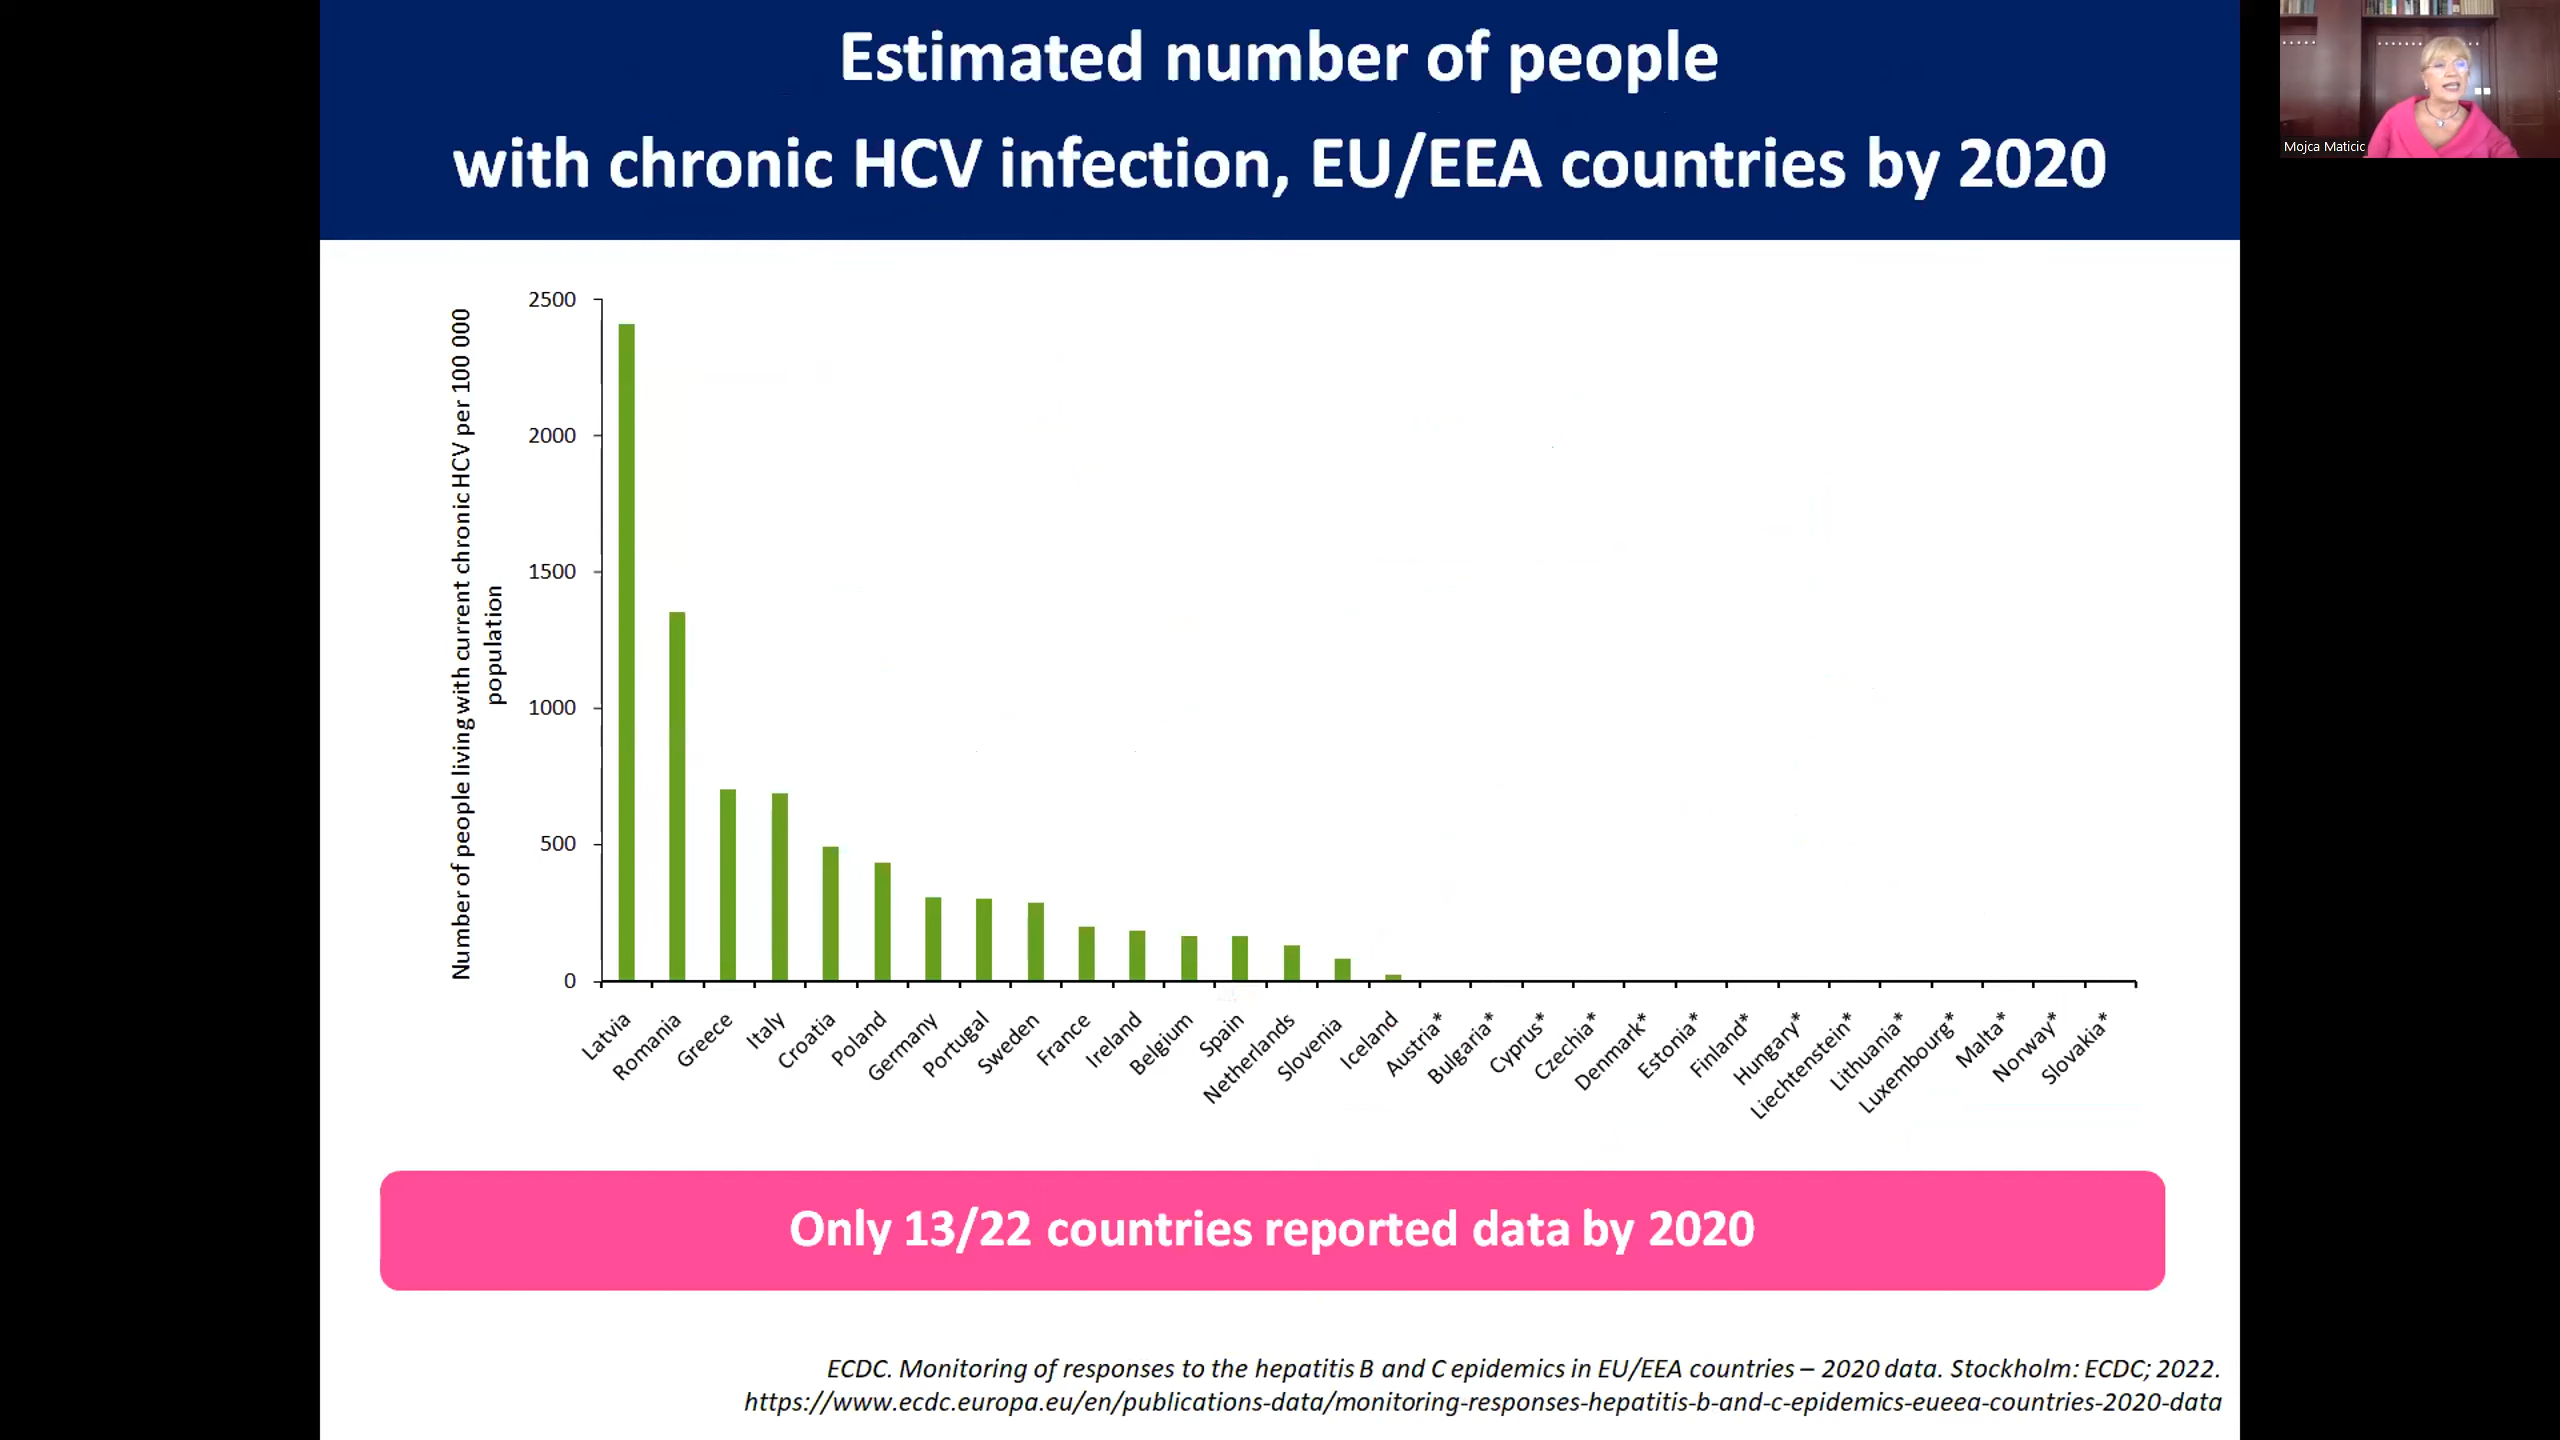 Estimated number of people
with chronic HCV infection, EU/EEA countries by 2020
Mojca Maticic
Number of people living with current chronic HCV per 100 000
population
2500
2000
1500
1000
500
0
Latvia
Romania
Greece
Italy
Croatia
Poland
Germany
Portugal
Sweden
France
Ireland
Belgium
Spain
Netherlands
Slovenia
Iceland
Austria*
Bulgaria*
Cyprus*
Czechia*
Denmark*
Estonia*
Finland*
Hungary*
Liechtenstein*
Lithuania*
Luxembourg*
Malta*
Norway*
Slovakia*
Only 13/22 countries reported data by 2020
ECDC. Monitoring of responses to the hepatitis B and C epidemics in EU/EEA countries – 2020 data. Stockholm: ECDC; 2022.
https://www.ecdc.europa.eu/en/publications-data/monitoring-responses-hepatitis-b-and-c-epidemics-eueea-countries-2020-data